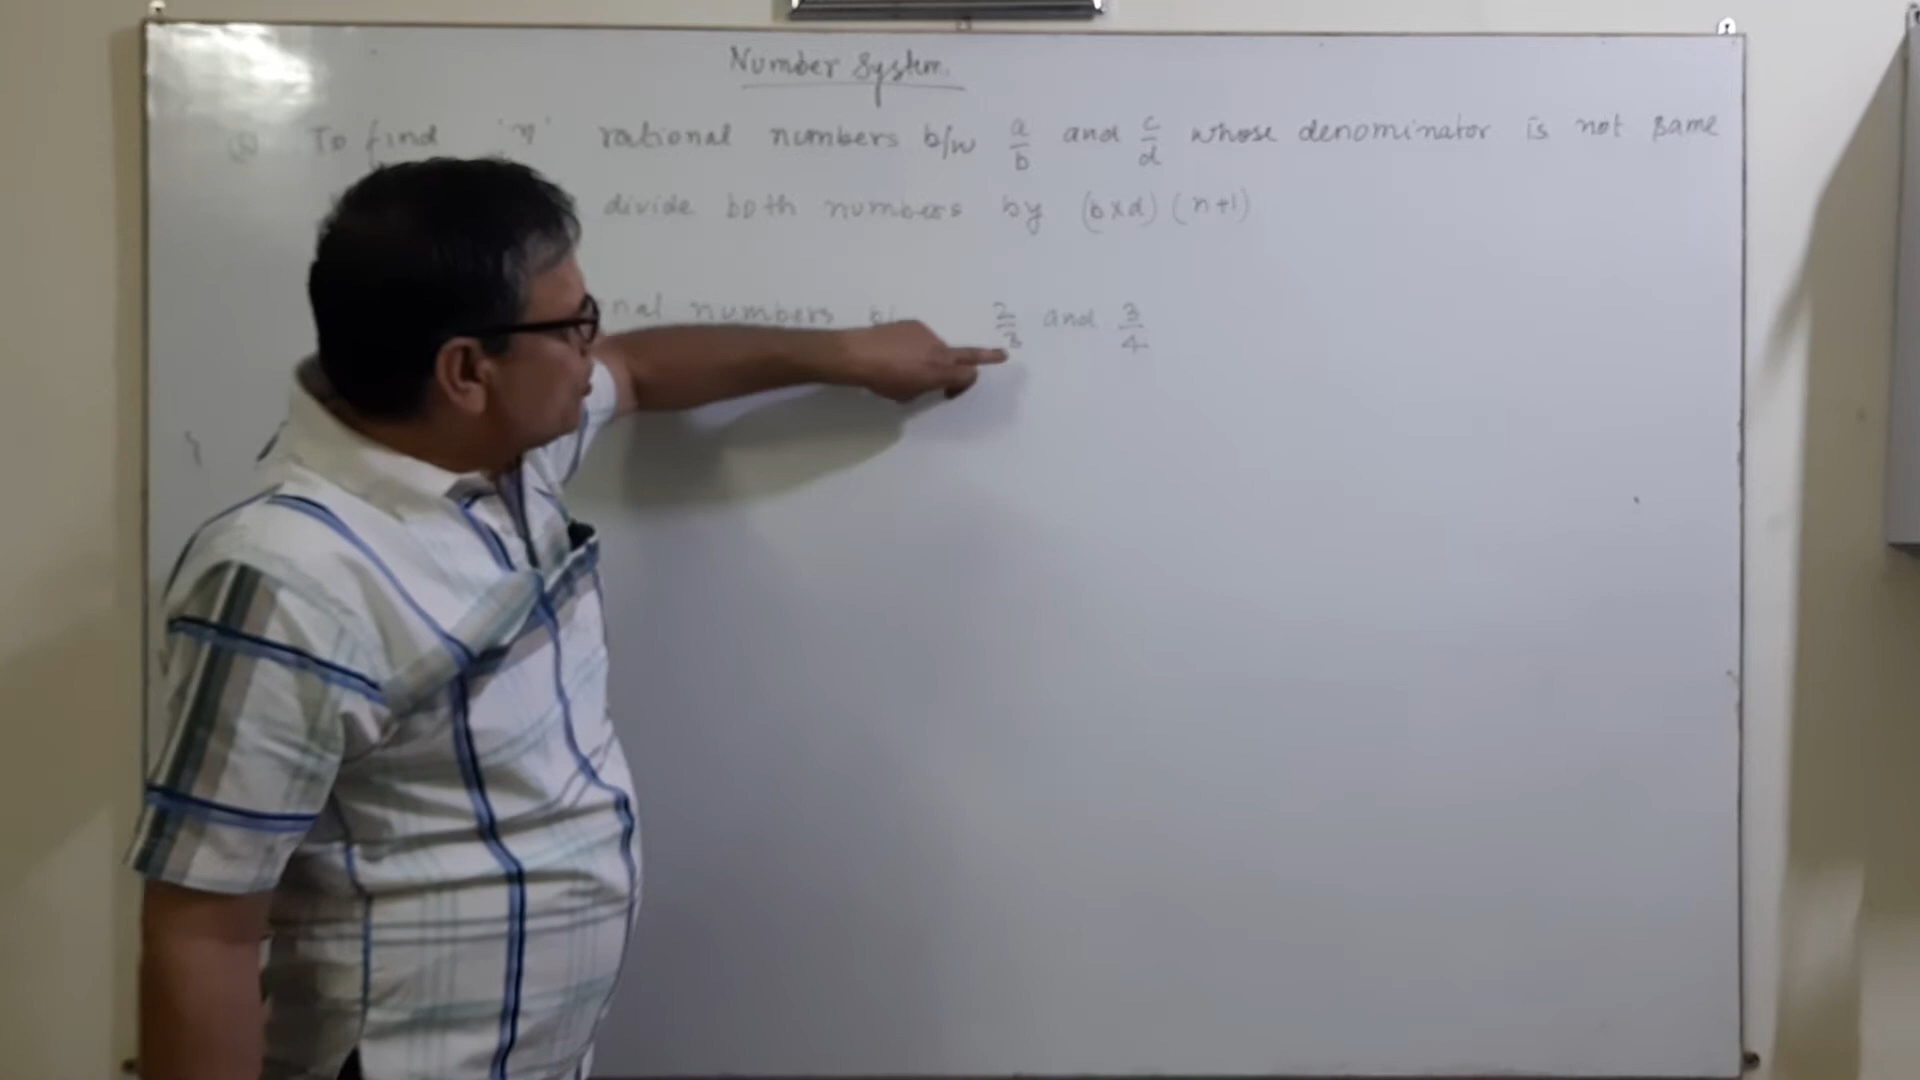 Number System.
To find 'n' rational numbers b/w a/b and c/d whose denominator is not same
divide both numbers by (b×d) (n+1)
nal numbers 2/3 and 3/4